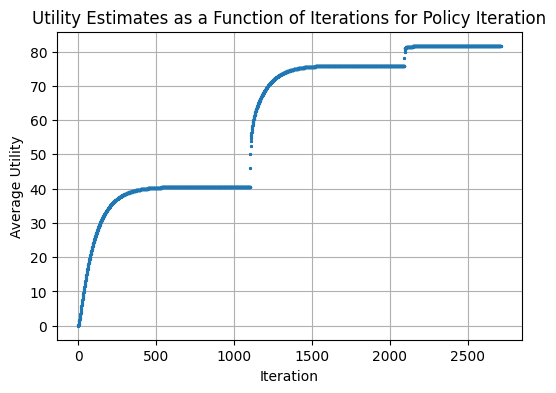 Utility Estimates as a Function of Iterations for Policy Iteration
Average Utility
80
70
60
50
40
30
20
10
0
0 500 1000 1500 2000 2500
Iteration